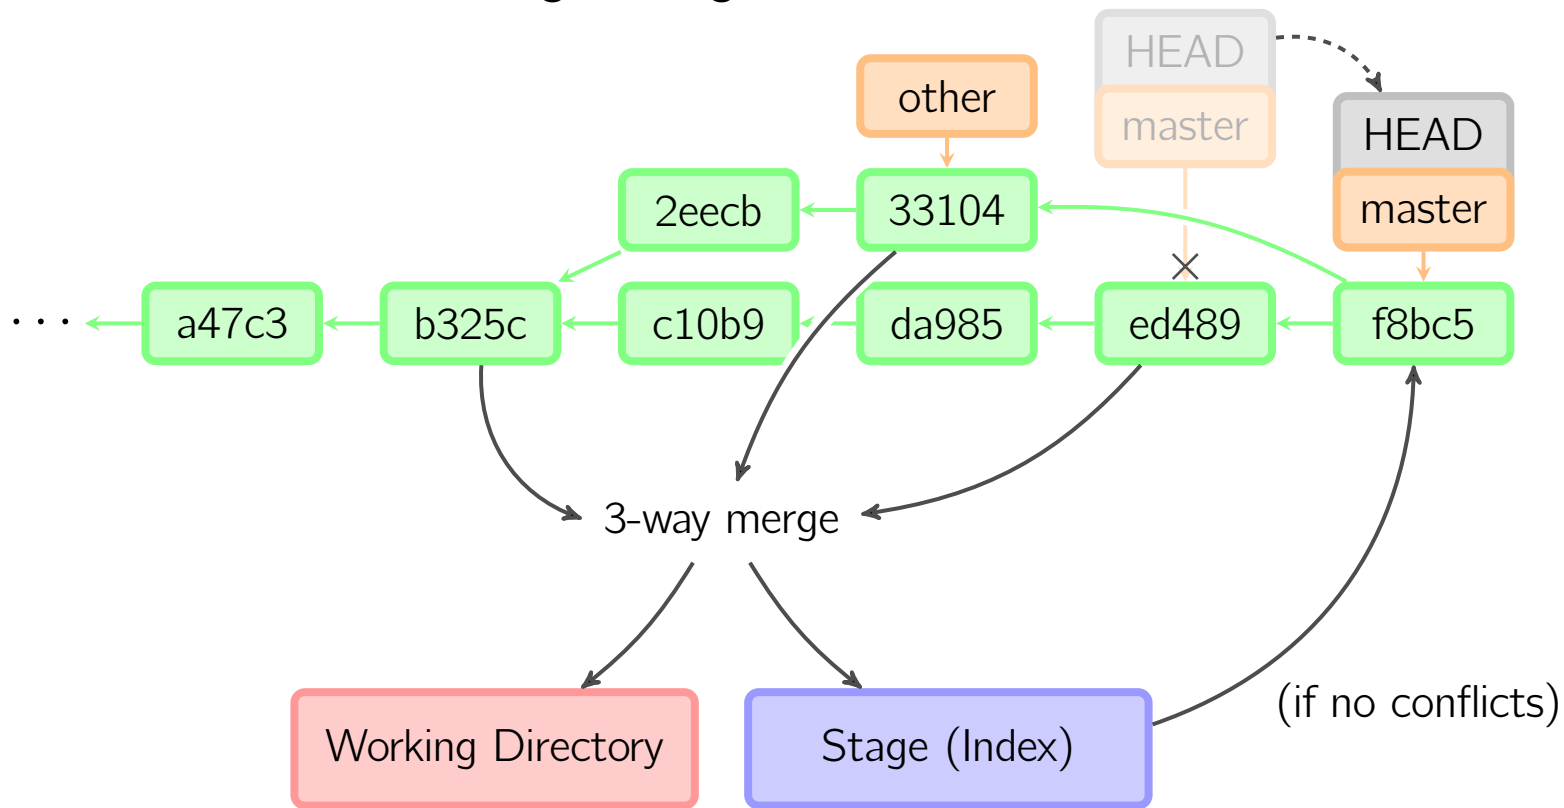 HEAD
master
other
HEAD
master
2eecb
33104
... a47c3
b325c
c10b9
da985
ed489
f8bc5
3-way merge
(if no conflicts)
Working Directory
Stage (Index)